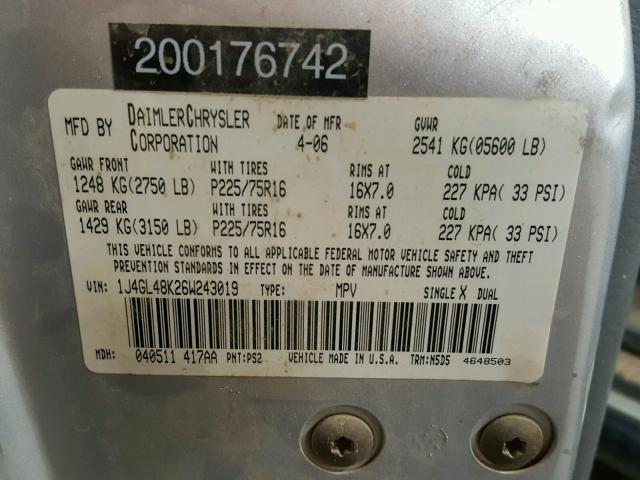 200176742
MFD BY DAIMLERCHRYSLER CORPORATION DATE OF MFR 4-06 GVWR 2541 KG(05600 LB)
GAWR FRONT WITH TIRES RIMS AT COLD
1248 KG(2750 LB) P225/75R16 16X7.0 227 KPA( 33 PSI)
GAWR REAR WITH TIRES RIMS AT COLD
1429 KG(3150 LB) P225/75R16 16X7.0 227 KPA( 33 PSI)
THIS VEHICLE CONFORMS TO ALL APPLICABLE FEDERAL MOTOR VEHICLE SAFETY AND THEFT
PREVENTION STANDARDS IN EFFECT ON THE DATE OF MANUFACTURE SHOWN ABOVE.
VIN: 1J4GL48K26W243019 TYPE: MPV SINGLE X DUAL
MDH: 040511 417AA PNT:PS2 VEHICLE MADE IN U.S.A. TRM:N5D5 4648503